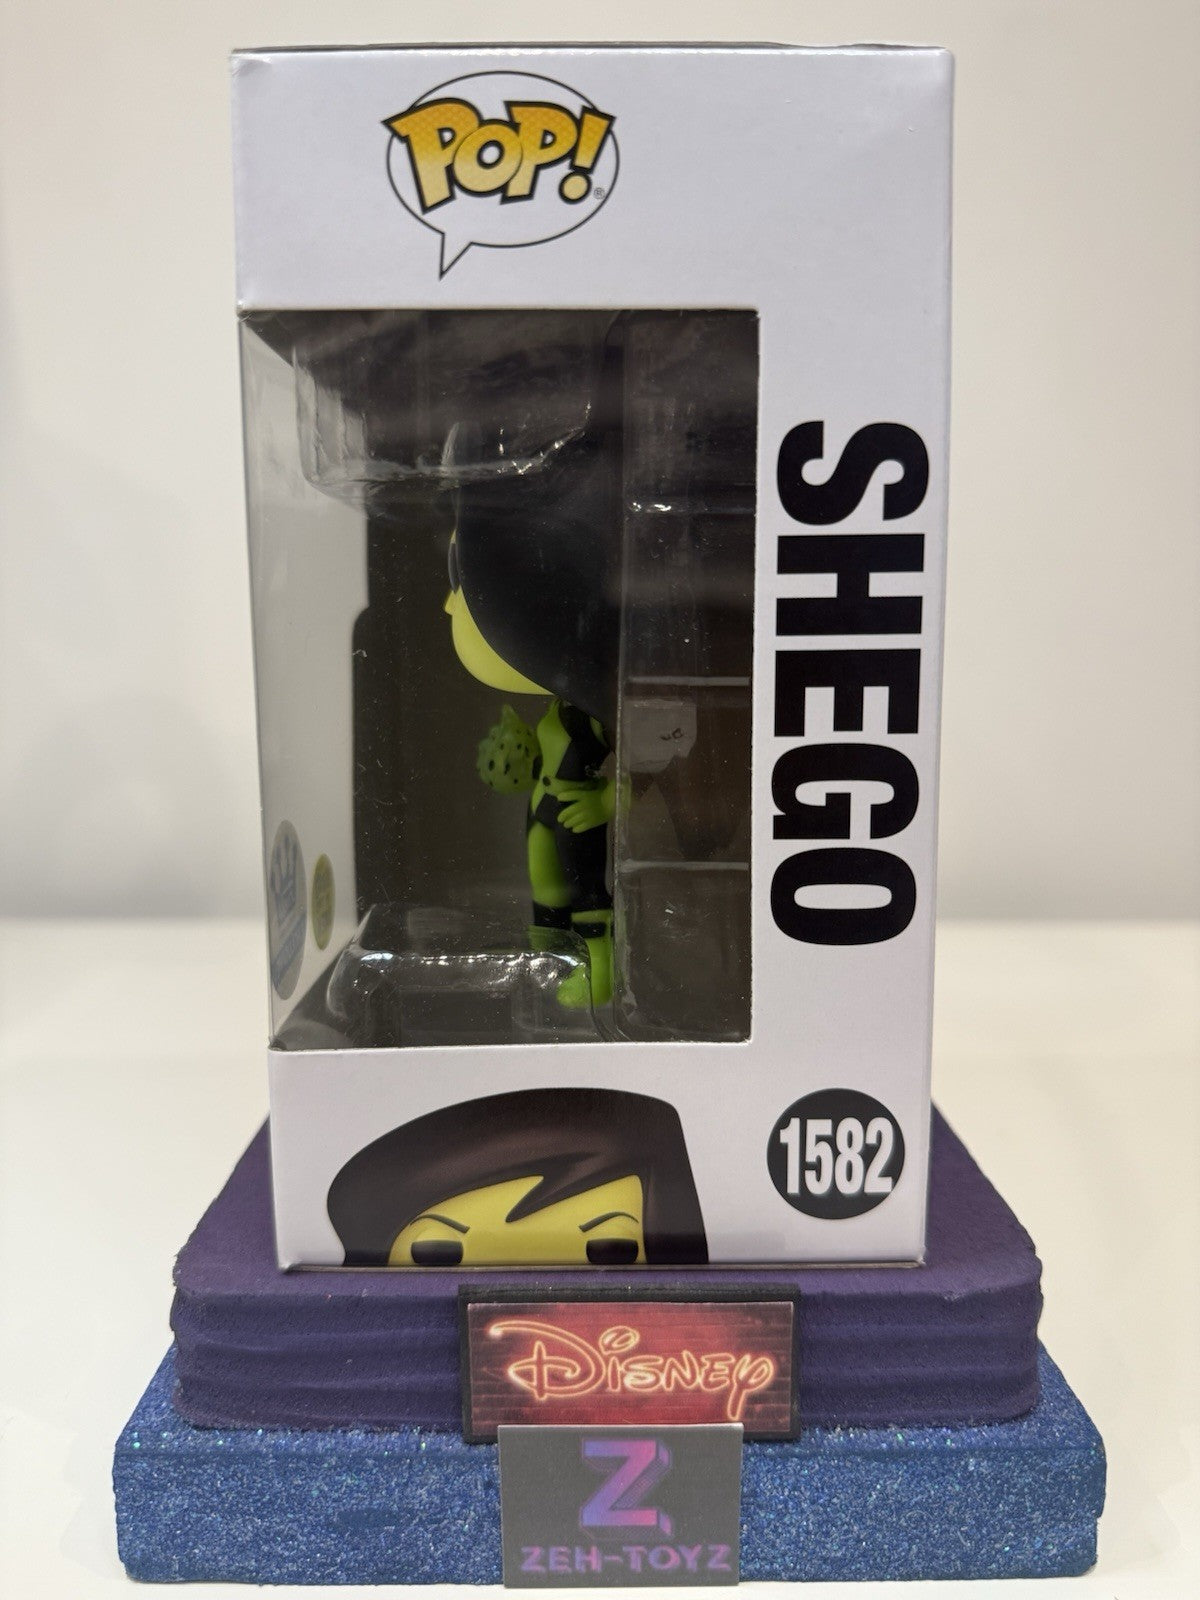 POP!
®
SHEGO
1582
DISNEY
Z
ZEH-TOYZ